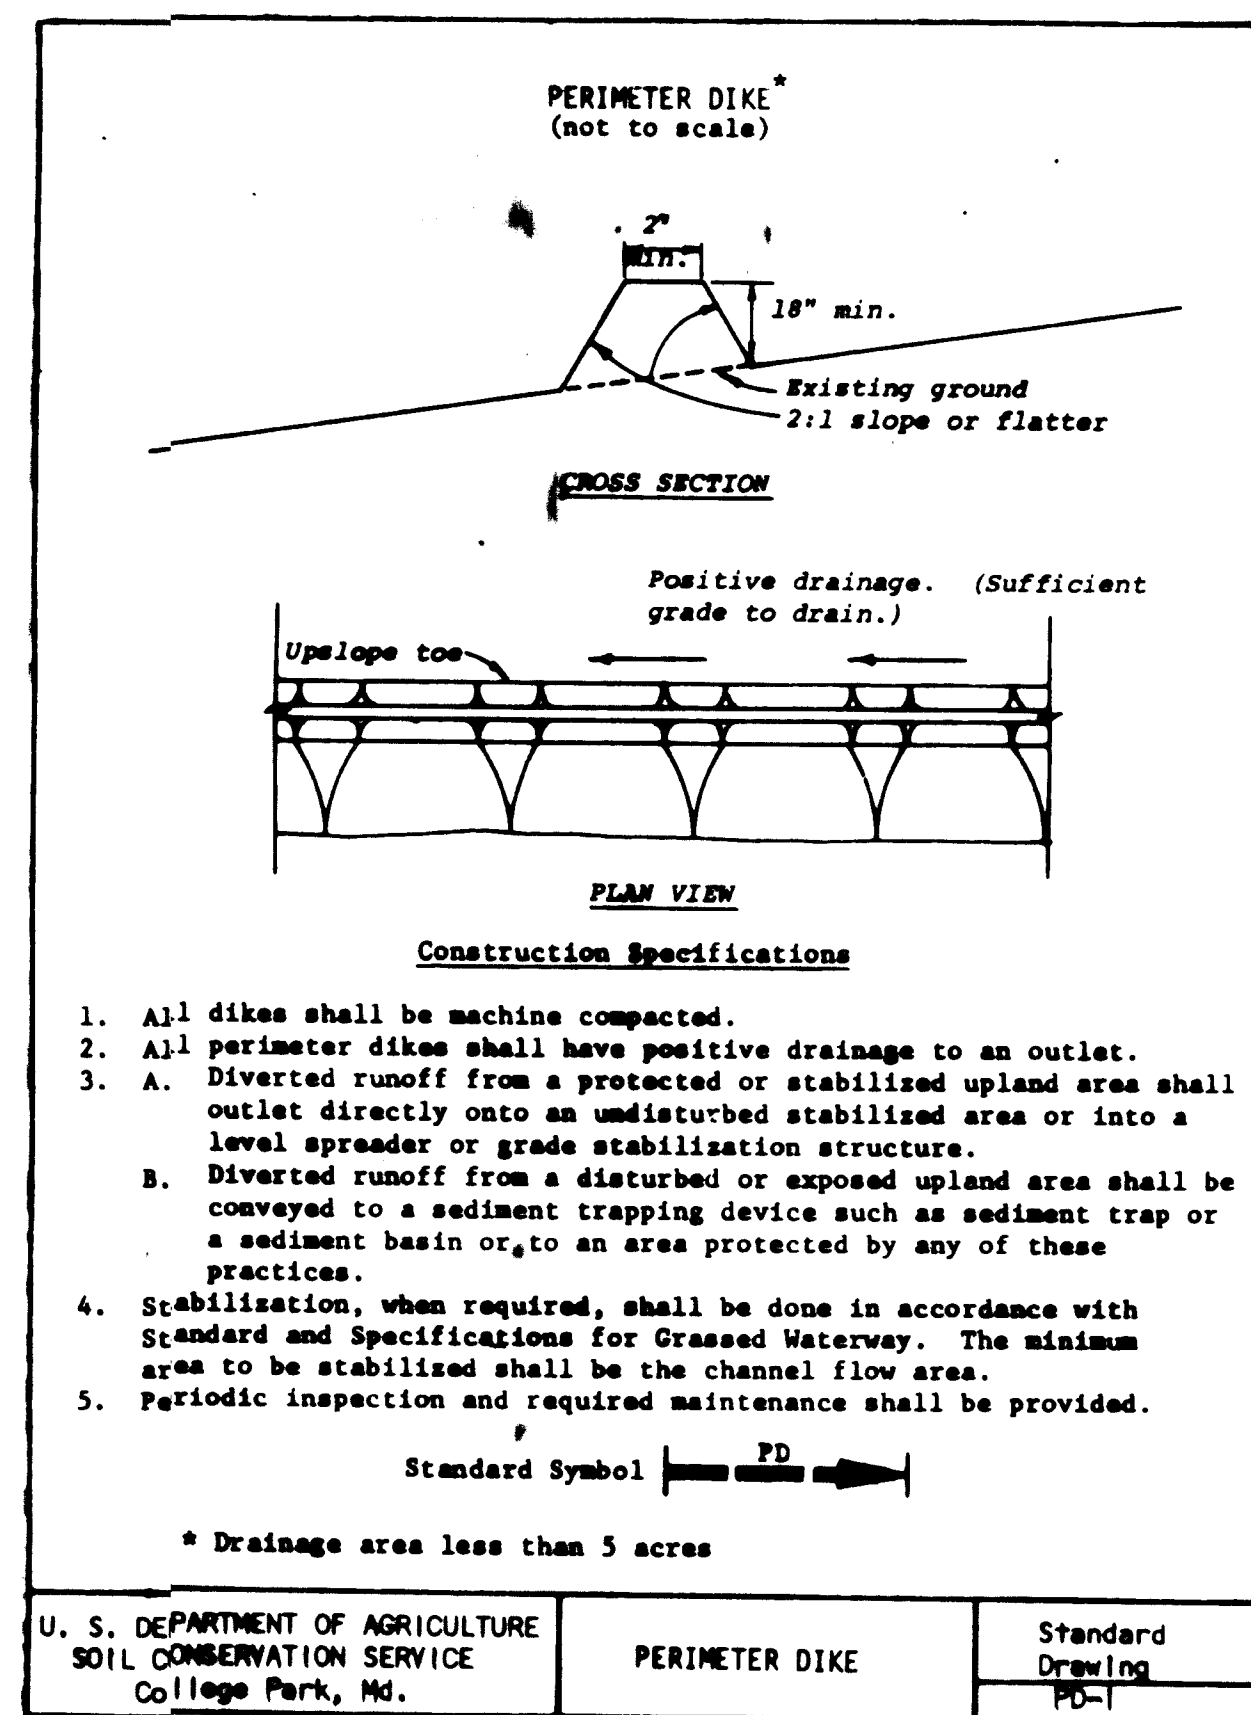 PERIMETER DIKE*
(not to scale)
2"
min.
18" min.
Existing ground
2:1 slope or flatter
CROSS SECTION
Positive drainage. (Sufficient
grade to drain.)
Upslope toe
PLAN VIEW
Construction Specifications
1. All dikes shall be machine compacted.
2. All perimeter dikes shall have positive drainage to an outlet.
3. A. Diverted runoff from a protected or stabilized upland area shall
outlet directly onto an undisturbed stabilized area or into a
level spreader or grade stabilization structure.
B. Diverted runoff from a disturbed or exposed upland area shall be
conveyed to a sediment trapping device such as sediment trap or
a sediment basin or to an area protected by any of these
practices.
4. Stabilization, when required, shall be done in accordance with
Standard and Specifications for Grassed Waterway. The minimum
area to be stabilized shall be the channel flow area.
5. Periodic inspection and required maintenance shall be provided.
Standard Symbol PD
* Drainage area less than 5 acres
U. S. DEPARTMENT OF AGRICULTURE
SOIL CONSERVATION SERVICE
College Park, Md.
PERIMETER DIKE
Standard
Drawing
PD-1